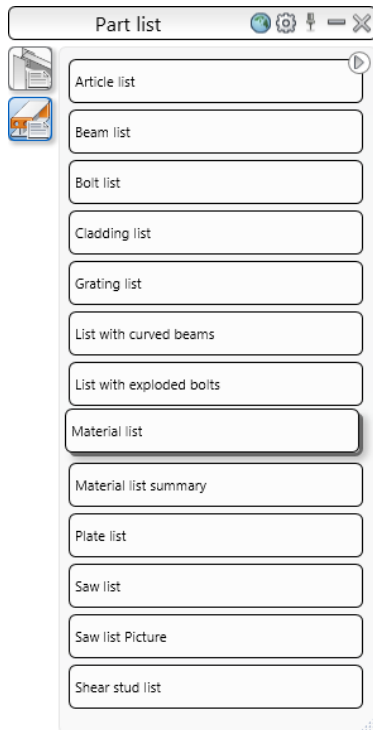 Part list
Article list
Beam list
Bolt list
Cladding list
Grating list
List with curved beams
List with exploded bolts
Material list
Material list summary
Plate list
Saw list
Saw list Picture
Shear stud list